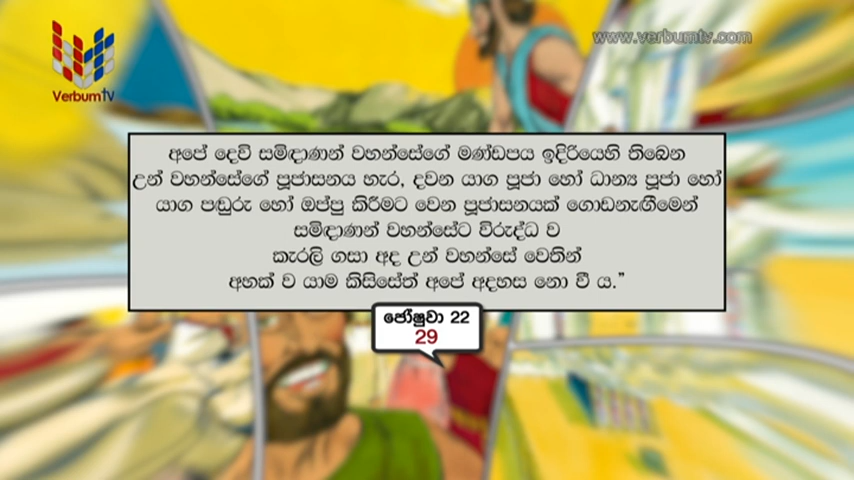 www.verbumtv.com
VerbumTV
අපේ දෙවි සමිඳාණන් වහන්සේගේ මණ්ඩපය ඉදිරියෙහි තිබෙන
උන් වහන්සේගේ පූජාසනය හැර, දවන යාග පූජා හෝ ධාන්‍ය පූජා හෝ
යාග පඬුරු හෝ ඔප්පු කිරීමට වෙන පූජාසනයක් ගොඩනැඟීමෙන්
සමිඳාණන් වහන්සේට විරුද්ධ ව
කැරලි ගසා අද උන් වහන්සේ වෙතින්
අහක් ව යාම කිසිසේත් අපේ අදහස නො වී ය.”
ජෝෂුවා 22
29